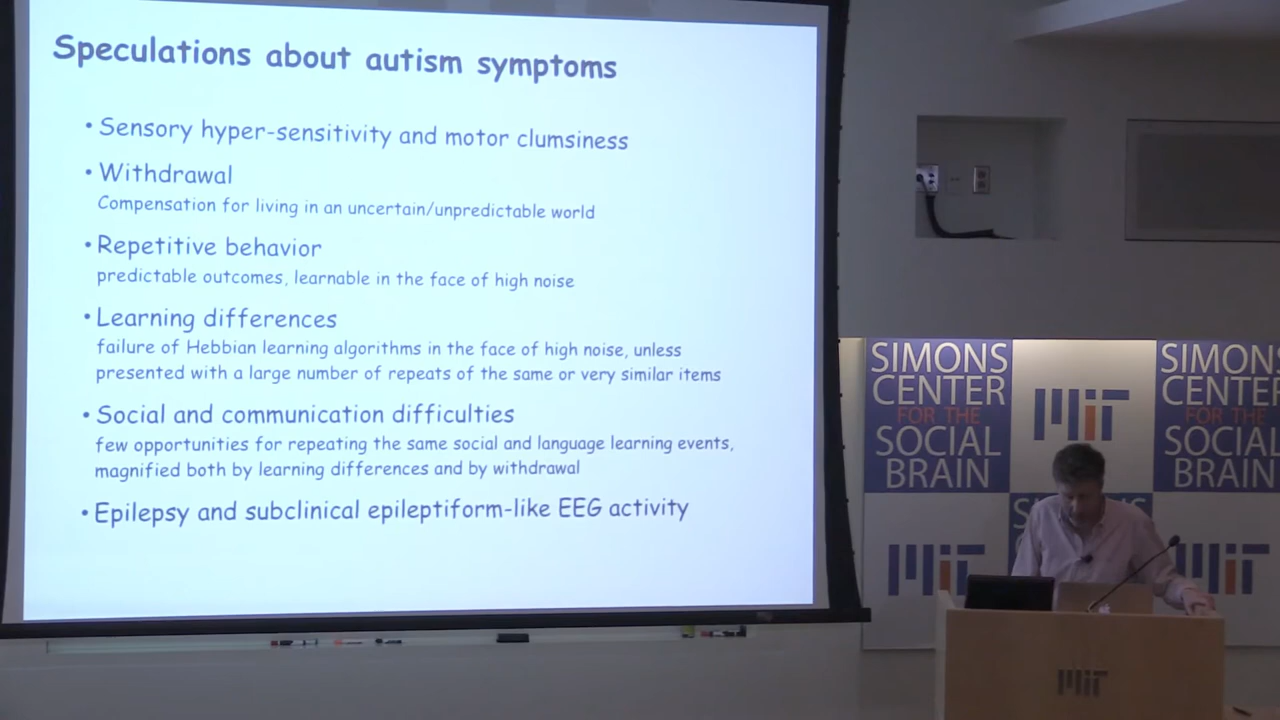 Speculations about autism symptoms
• Sensory hyper-sensitivity and motor clumsiness
• Withdrawal
Compensation for living in an uncertain/unpredictable world
• Repetitive behavior
predictable outcomes, learnable in the face of high noise
• Learning differences
failure of Hebbian learning algorithms in the face of high noise, unless
presented with a large number of repeats of the same or very similar items
• Social and communication difficulties
few opportunities for repeating the same social and language learning events,
magnified both by learning differences and by withdrawal
• Epilepsy and subclinical epileptiform-like EEG activity
SIMONS
CENTER
FOR THE
SOCIAL
BRAIN
MIT
SIMONS
CENTER
FOR THE
SOCIAL
BRAIN
MIT
SIMONS
MIT
MIT